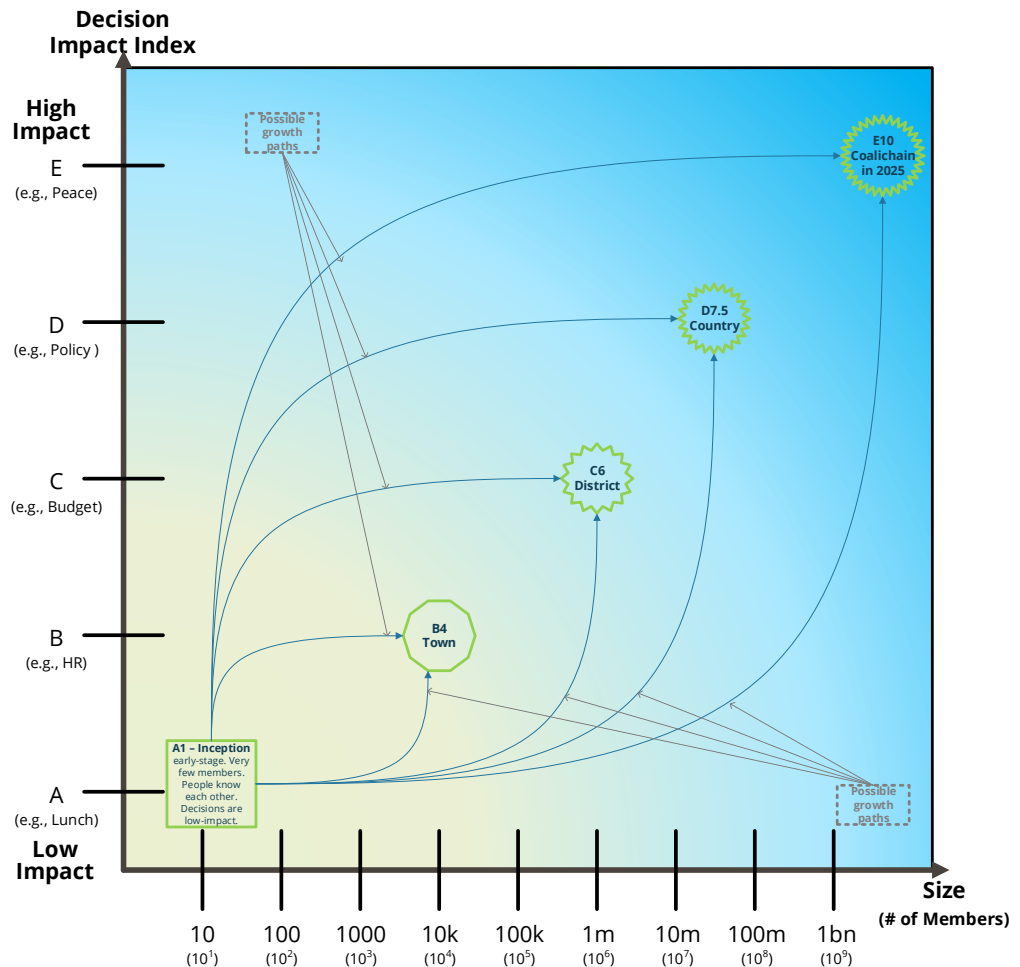 Decision
Impact Index
High
Impact
E
(e.g., Peace)
D
(e.g., Policy )
C
(e.g., Budget)
B
(e.g., HR)
A
(e.g., Lunch)
Low
Impact
Possible
growth
paths
E10
Coalichain
in 2025
D7.5
Country
C6
District
B4
Town
A1 – Inception
early-stage. Very
few members.
People know
each other.
Decisions are
low-impact.
Possible
growth
paths
Size
(# of Members)
10
(10¹)
100
(10²)
1000
(10³)
10k
(10⁴)
100k
(10⁵)
1m
(10⁶)
10m
(10⁷)
100m
(10⁸)
1bn
(10⁹)